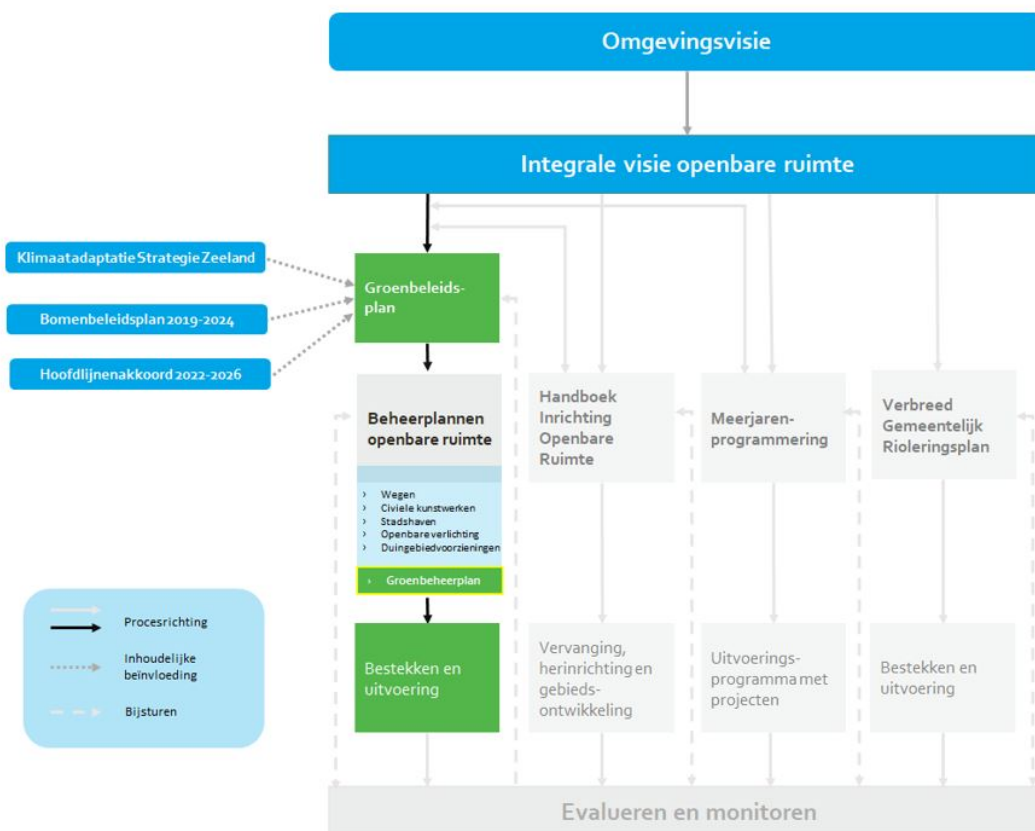 Omgevingsvisie
Integrale visie openbare ruimte
Klimaatadaptatie Strategie Zeeland
Bomenbeleidsplan 2019-2024
Hoofdlijnenakkoord 2022-2026
Groenbeleids-
plan
Beheerplannen
openbare ruimte
› Wegen
› Civiele kunstwerken
› Stadshaven
› Openbare verlichting
› Duingebiedvoorzieningen
› Groenbeheerplan
Handboek
Inrichting
Openbare
Ruimte
Meerjaren-
programmering
Verbreed
Gemeentelijk
Rioleringsplan
Bestekken en
uitvoering
Vervanging,
herinrichting en
gebieds-
ontwikkeling
Uitvoerings-
programma met
projecten
Bestekken en
uitvoering
Procesrichting
Inhoudelijke
beïnvloeding
Bijsturen
Evalueren en monitoren